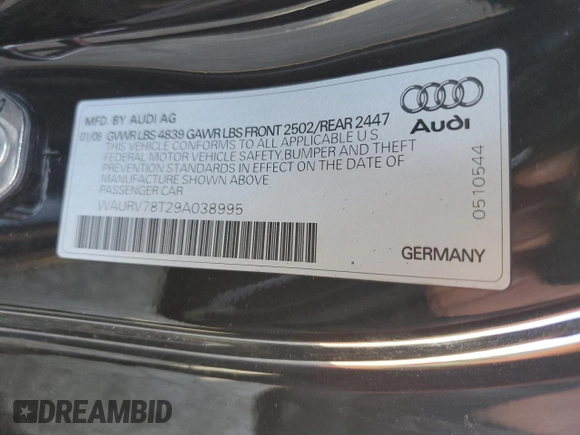 MFD. BY AUDI AG
01/08 GVWR LBS 4839 GAWR LBS FRONT 2502/REAR 2447
THIS VEHICLE CONFORMS TO ALL APPLICABLE U.S.
FEDERAL MOTOR VEHICLE SAFETY,BUMPER AND THEFT
PREVENTION STANDARDS IN EFFECT ON THE DATE OF
MANUFACTURE SHOWN ABOVE.
PASSENGER CAR
WAURV78T29A038995
Audi
0510544
GERMANY
DREAMBID